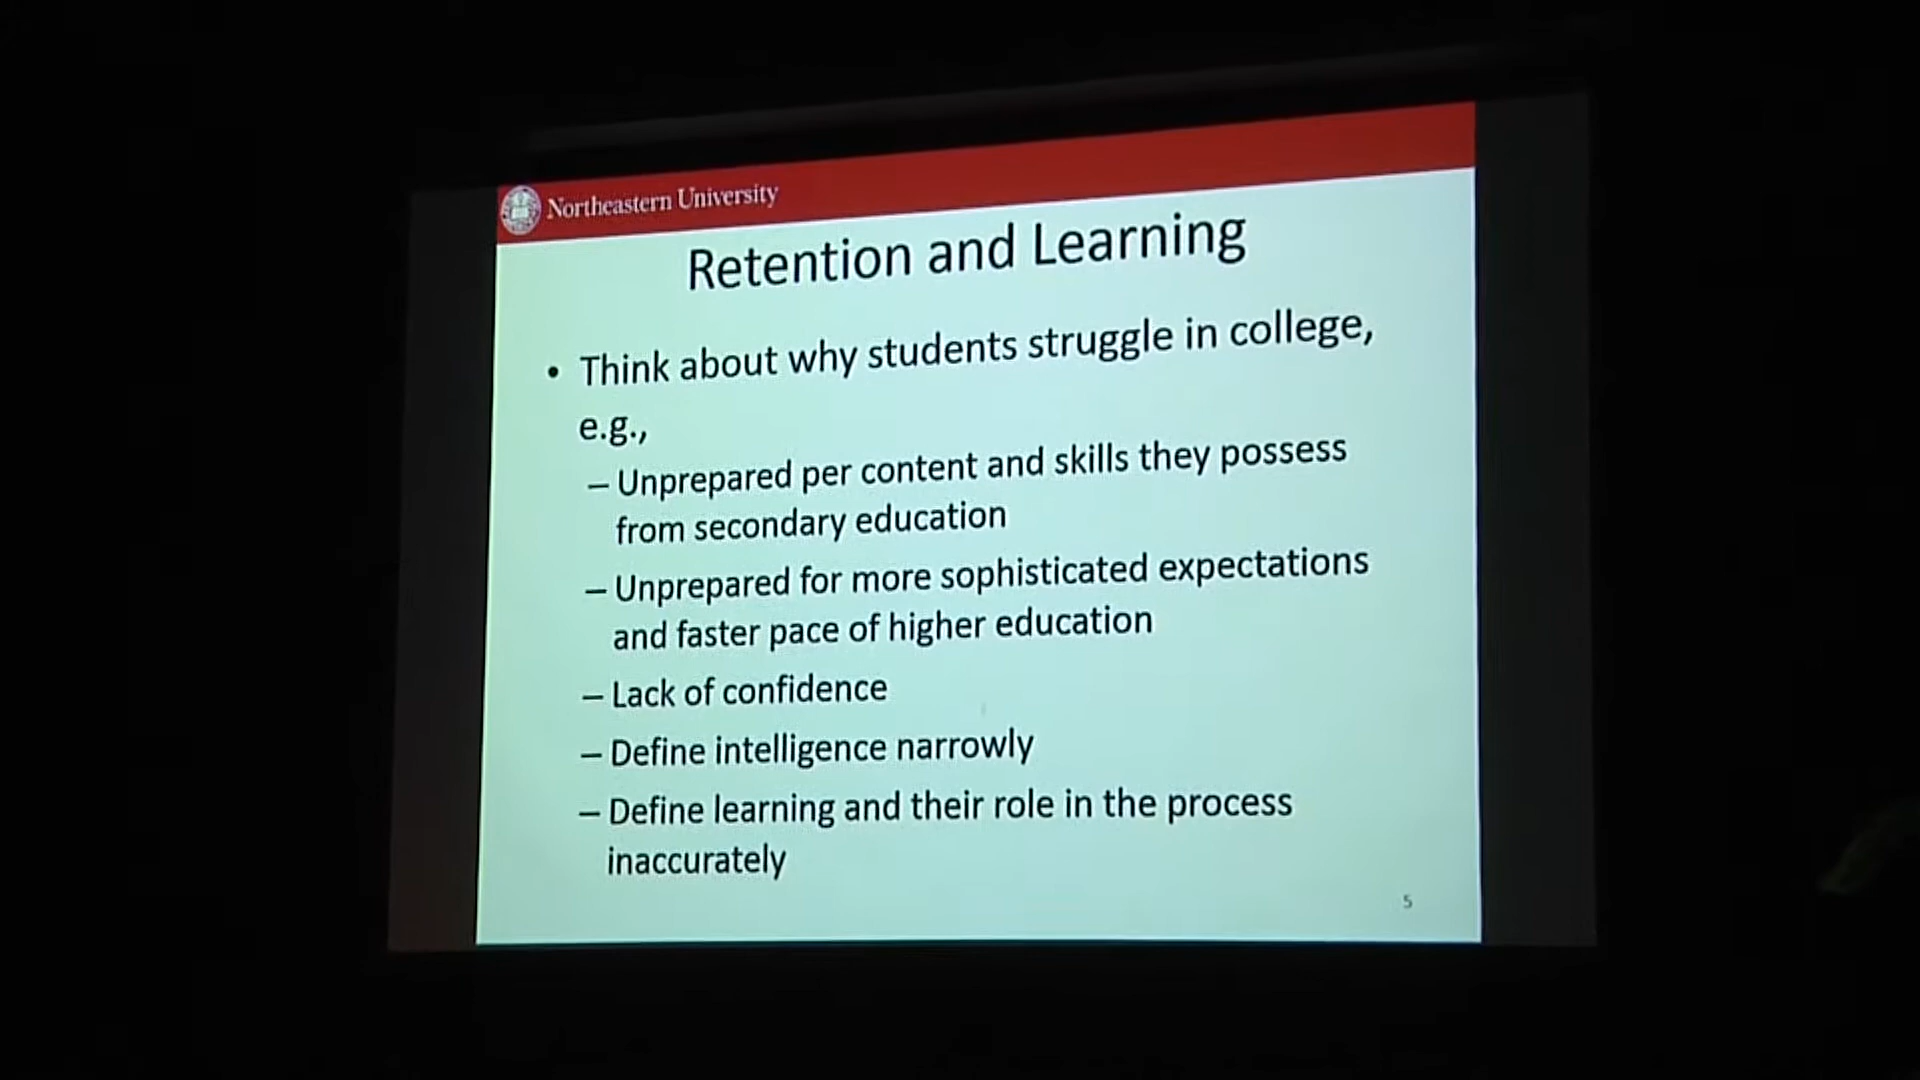 Northeastern University
Retention and Learning
• Think about why students struggle in college,
e.g.,
– Unprepared per content and skills they possess
from secondary education
– Unprepared for more sophisticated expectations
and faster pace of higher education
– Lack of confidence
– Define intelligence narrowly
– Define learning and their role in the process
inaccurately
5